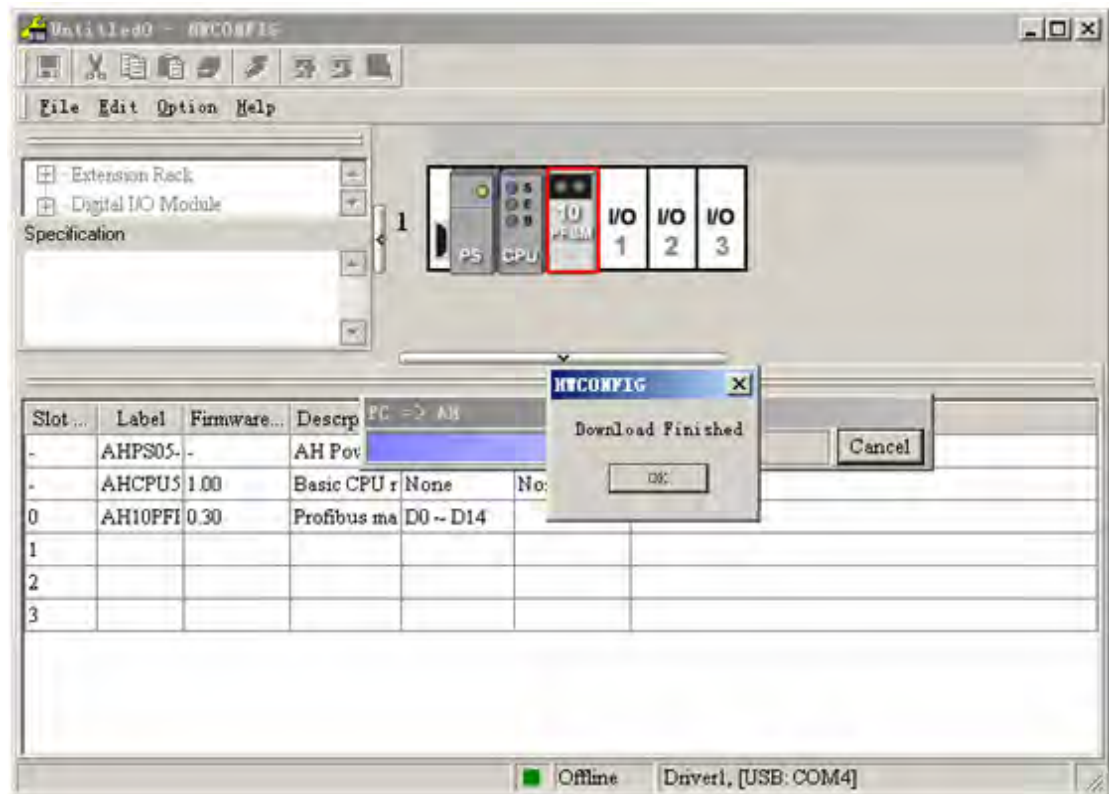 Untitled0 - HWCONFIG
File Edit Option Help
Extension Rack
Digital I/O Module
Specification
1
PS CPU 10 PFBM I/O 1 I/O 2 I/O 3
HWCONFIG
Download Finished
OK
PC => AH
Cancel
Slot ... Label Firmware... Descrp
- AHPS05- - AH Pow
- AHCPU5 1.00 Basic CPU r None No
0 AH10PFI 0.30 Profibus ma D0 ~ D14
1
2
3
Offline Driver1, [USB: COM4]